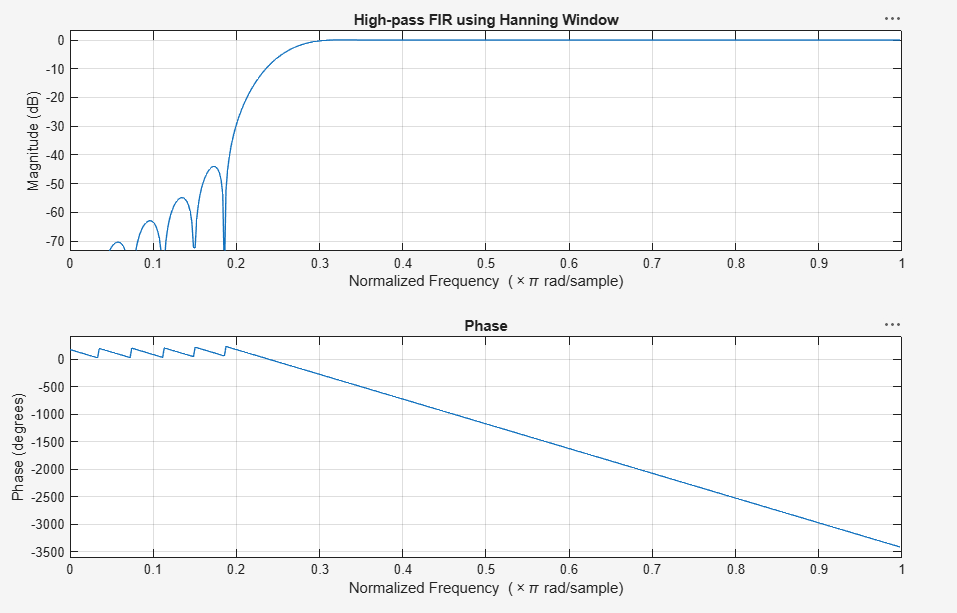 High-pass FIR using Hanning Window
0
-10
-20
-30
-40
-50
-60
-70
Magnitude (dB)
0 0.1 0.2 0.3 0.4 0.5 0.6 0.7 0.8 0.9 1
Normalized Frequency (×π rad/sample)
Phase
0
-500
-1000
-1500
-2000
-2500
-3000
-3500
Phase (degrees)
0 0.1 0.2 0.3 0.4 0.5 0.6 0.7 0.8 0.9 1
Normalized Frequency (×π rad/sample)